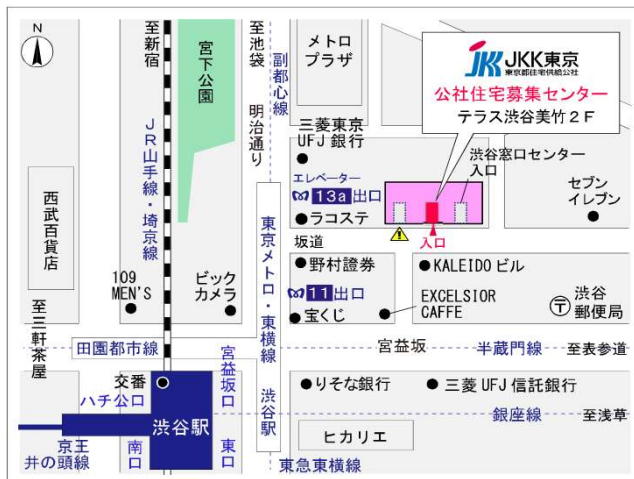 N
至新宿
宮下公園
至池袋
明治通り
副都心線
メトロ
プラザ
JKK東京
東京都住宅供給公社
公社住宅募集センター
テラス渋谷美竹2F
JR山手線・埼京線
三菱東京
UFJ銀行
エレベーター
13a出口
ラコステ
渋谷窓口センター
入口
入口
セブン
イレブン
西武百貨店
109
MEN'S
ビック
カメラ
東京メトロ・東横線
坂道
野村證券
11出口
宝くじ
KALEIDOビル
EXCELSIOR
CAFFE
渋谷
郵便局
至三軒茶屋
田園都市線
宮益坂
半蔵門線
至表参道
交番
ハチ公口
宮益坂口
渋谷駅
渋谷駅
りそな銀行
三菱UFJ信託銀行
銀座線
至浅草
京王
井の頭線
南口
東口
ヒカリエ
東急東横線